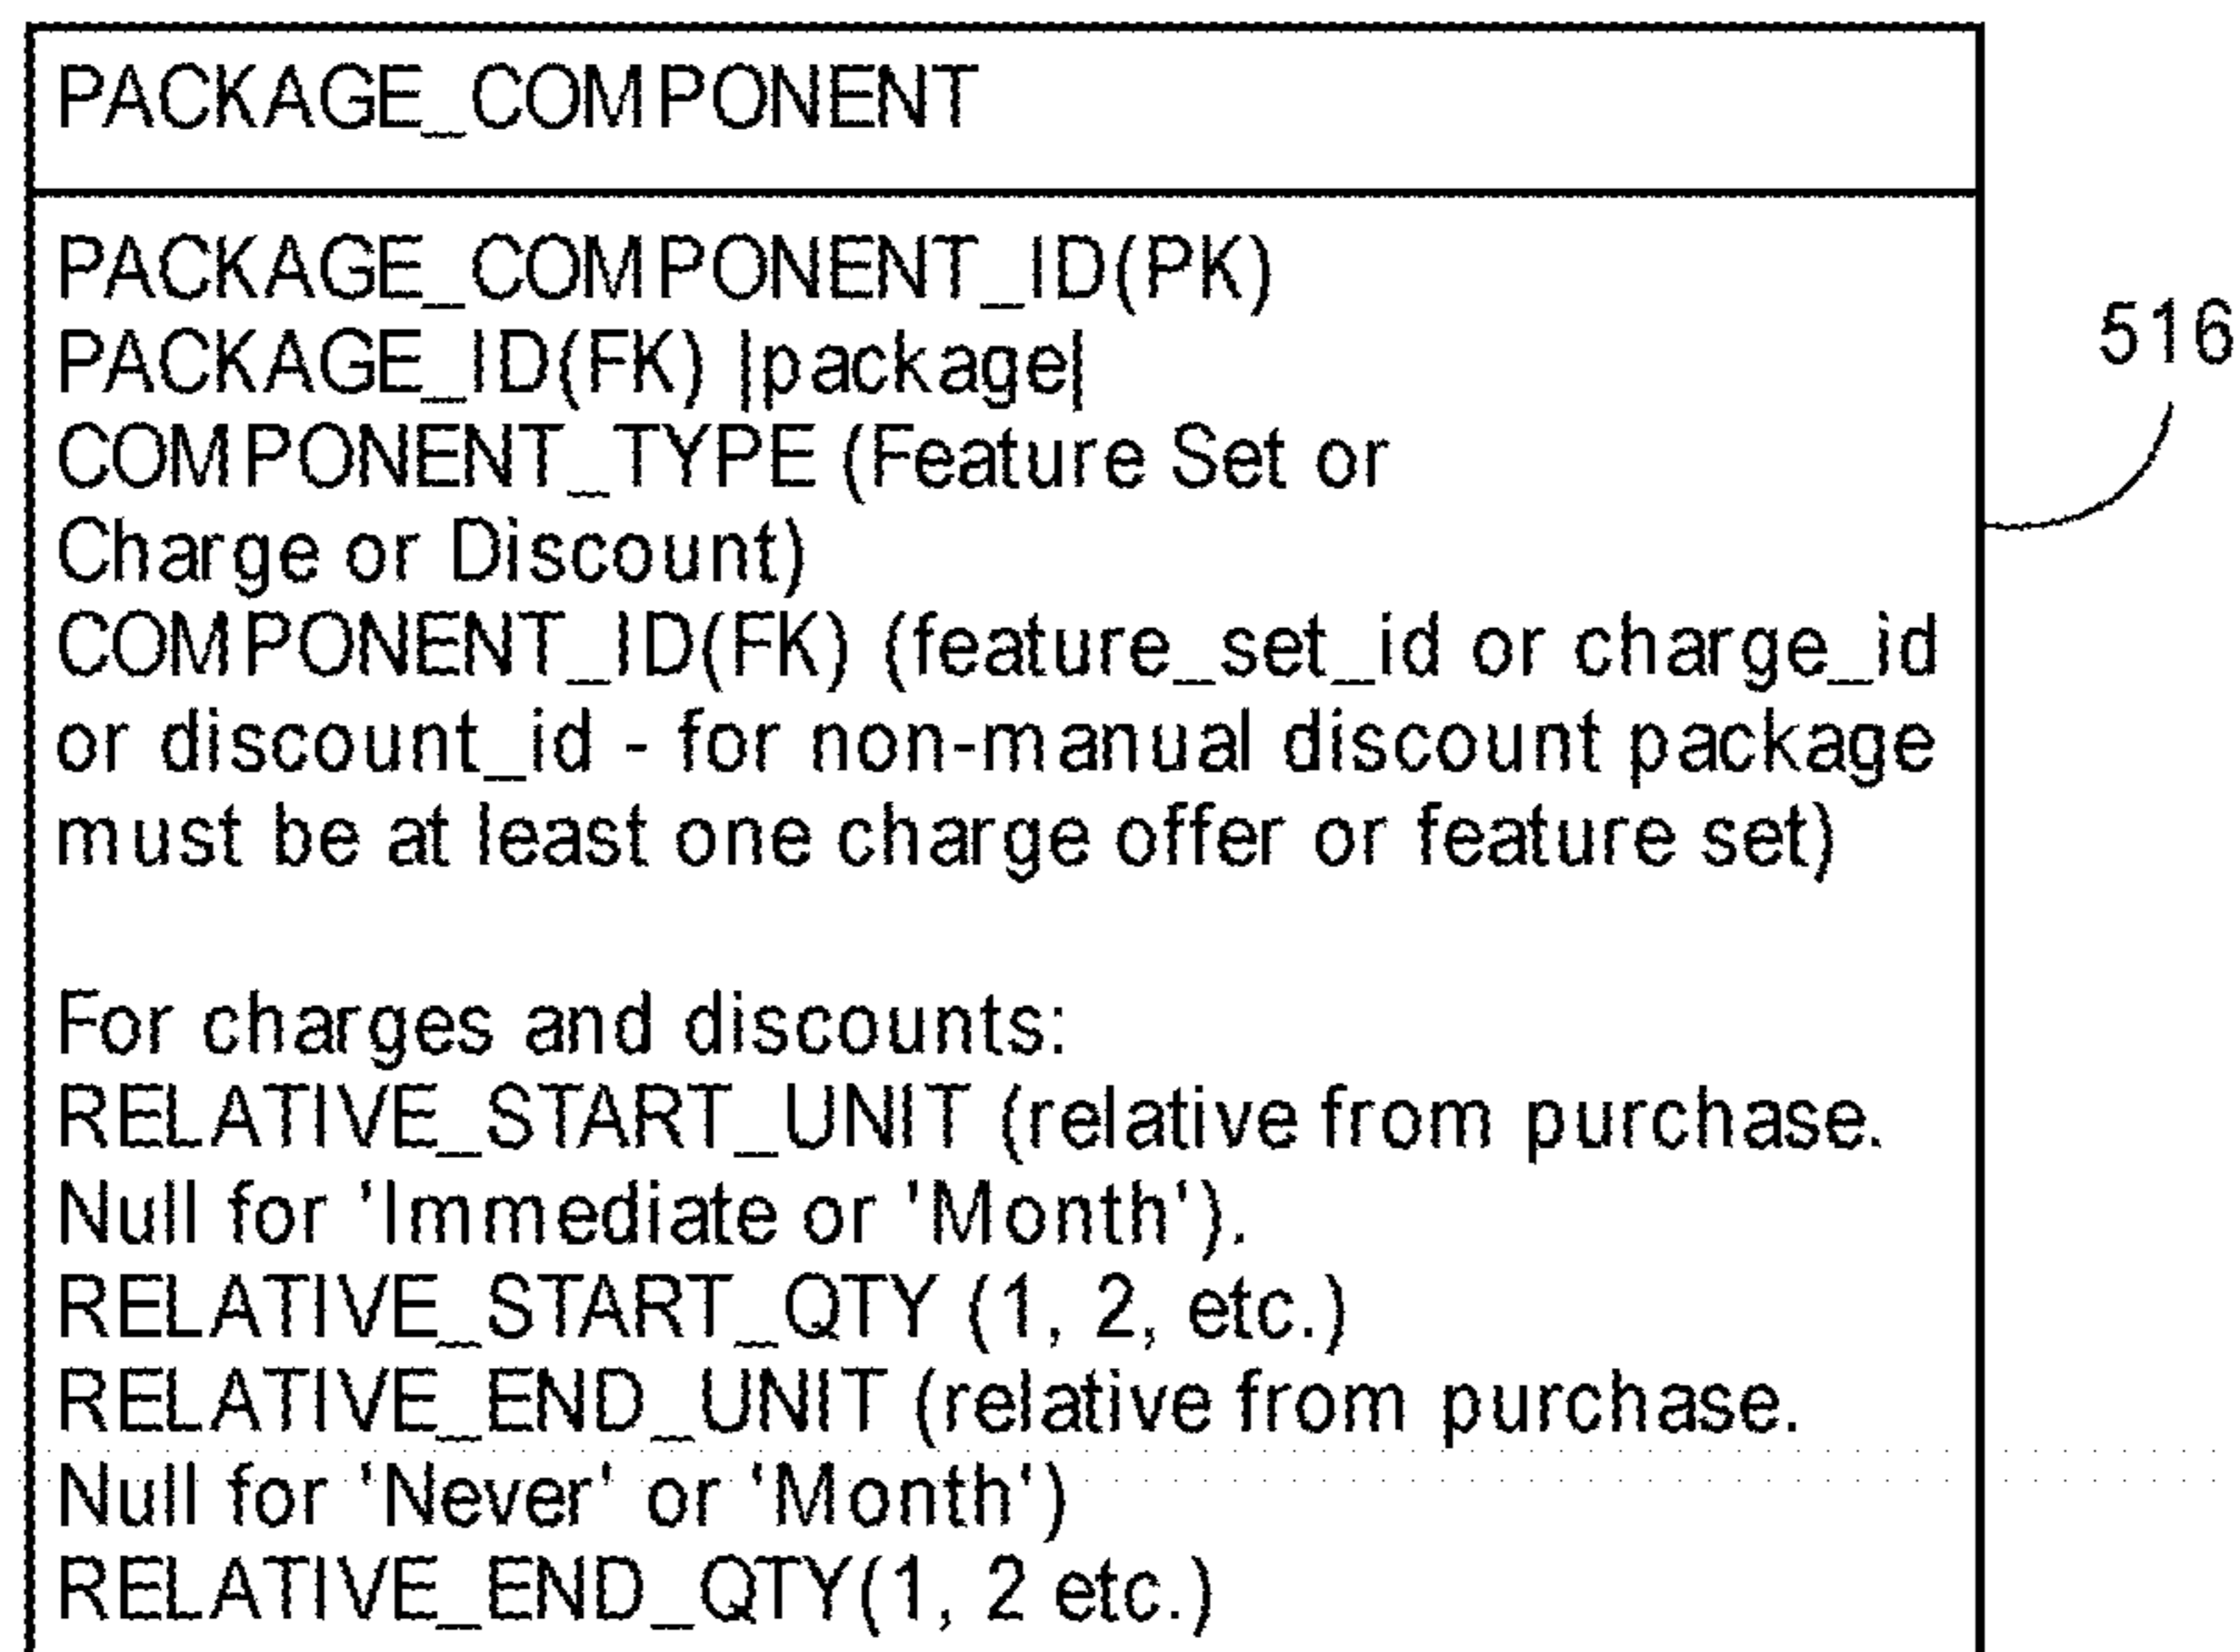 PACKAGE_COMPONENT
PACKAGE_COMPONENT_ID(PK)
PACKAGE_ID(FK) |package|
COMPONENT_TYPE (Feature Set or
Charge or Discount)
COMPONENT_ID(FK) (feature_set_id or charge_id
or discount_id - for non-manual discount package
must be at least one charge offer or feature set)
For charges and discounts:
RELATIVE_START_UNIT (relative from purchase.
Null for 'Immediate or 'Month').
RELATIVE_START_QTY (1, 2, etc.)
RELATIVE_END_UNIT (relative from purchase.
Null for 'Never' or 'Month')
RELATIVE_END_QTY(1, 2 etc.)
516